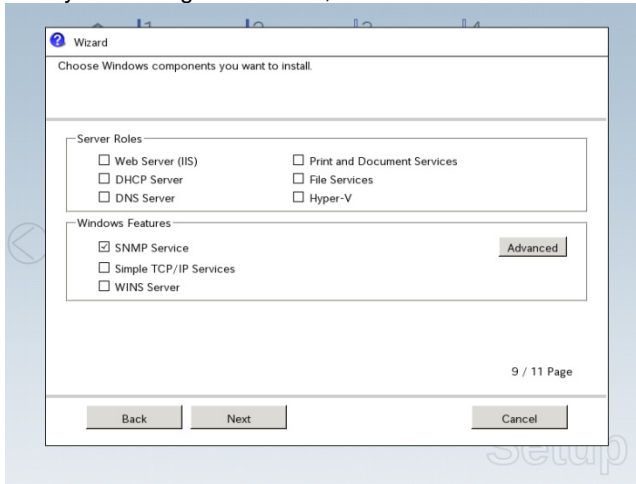 Wizard
Choose Windows components you want to install.
Server Roles
Web Server (IIS)
Print and Document Services
DHCP Server
File Services
DNS Server
Hyper-V
Windows Features
SNMP Service
Advanced
Simple TCP/IP Services
WINS Server
9 / 11 Page
Back
Next
Cancel
Setup